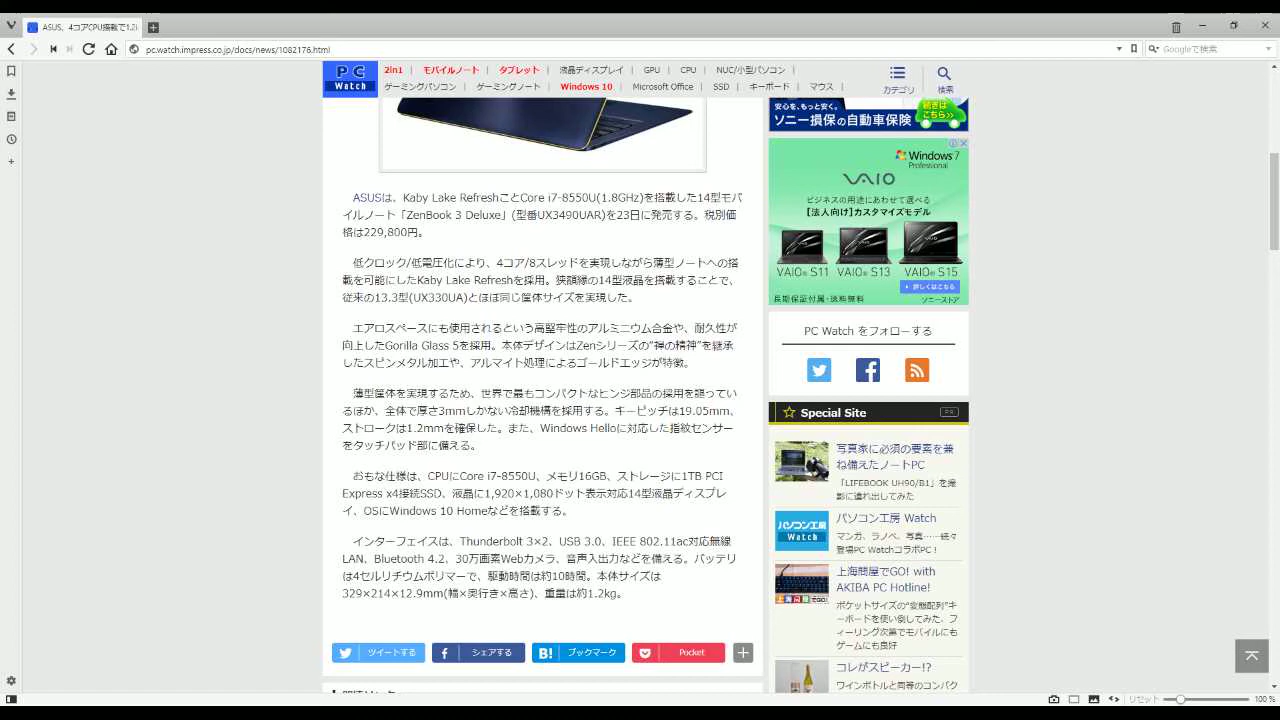 ASUS、4コアCPU搭載で1.2
pc.watch.impress.co.jp/docs/news/1082176.html
Googleで検索
PC Watch
2in1 | モバイルノート | タブレット | 液晶ディスプレイ | GPU | CPU | NUC/小型パソコン |
ゲーミングパソコン | ゲーミングノート | Windows 10 | Microsoft Office | SSD | キーボード | マウス |
カテゴリ
検索
ASUSは、Kaby Lake RefreshことCore i7-8550U(1.8GHz)を搭載した14型モバ
イルノート「ZenBook 3 Deluxe」(型番UX3490UAR)を23日に発売する。税別価
格は229,800円。
低クロック/低電圧化により、4コア/8スレッドを実現しながら薄型ノートへの搭
載を可能にしたKaby Lake Refreshを採用。狭額縁の14型液晶を搭載することで、
従来の13.3型(UX330UA)とほぼ同じ筐体サイズを実現した。
エアロスペースにも使用されるという高堅牢性のアルミニウム合金や、耐久性が
向上したGorilla Glass 5を採用。本体デザインはZenシリーズの“禅の精神”を継承
したスピンメタル加工や、アルマイト処理によるゴールドエッジが特徴。
薄型筐体を実現するため、世界で最もコンパクトなヒンジ部品の採用を謳ってい
るほか、全体で厚さ3mmしかない冷却機構を採用する。キーピッチは19.05mm、
ストロークは1.2mmを確保した。また、Windows Helloに対応した指紋センサー
をタッチパッド部に備える。
おもな仕様は、CPUにCore i7-8550U、メモリ16GB、ストレージに1TB PCI
Express x4接続SSD、液晶に1,920×1,080ドット表示対応14型液晶ディスプレ
イ、OSにWindows 10 Homeなどを搭載する。
インターフェイスは、Thunderbolt 3×2、USB 3.0、IEEE 802.11ac対応無線
LAN、Bluetooth 4.2、30万画素Webカメラ、音声入出力などを備える。バッテリ
は4セルリチウムポリマーで、駆動時間は約10時間。本体サイズは
329×214×12.9mm(幅×奥行き×高さ)、重量は約1.2kg。
ツイートする
シェアする
B! ブックマーク
Pocket
安心を、もっと、安く。
ソニー損保の自動車保険
続きは
こちら>>
Windows 7
Professional
VAIO
ビジネスの用途にあわせて選べる
【法人向け】カスタマイズモデル
VAIO S11 VAIO S13 VAIO S15
詳しくはこちら
長期保証付属・送料無料 ソニーストア
PC Watch をフォローする
Special Site
PR
写真家に必須の要素を兼
ね備えたノートPC
「LIFEBOOK UH90/B1」を撮
影に連れ出してみた
パソコン工房
Watch
パソコン工房 Watch
マンガ、ラノベ、写真……続々
登場PC WatchコラボPC！
上海問屋でGO!
上海問屋でGO! with
AKIBA PC Hotline!
ポケットサイズの“変態配列”キ
ーボードを使い倒してみた、フ
ィーリング次第でモバイルにも
ゲームにも良好
コレがスピーカー!?
ワインボトルと同等のコンパク
リセット
100 %